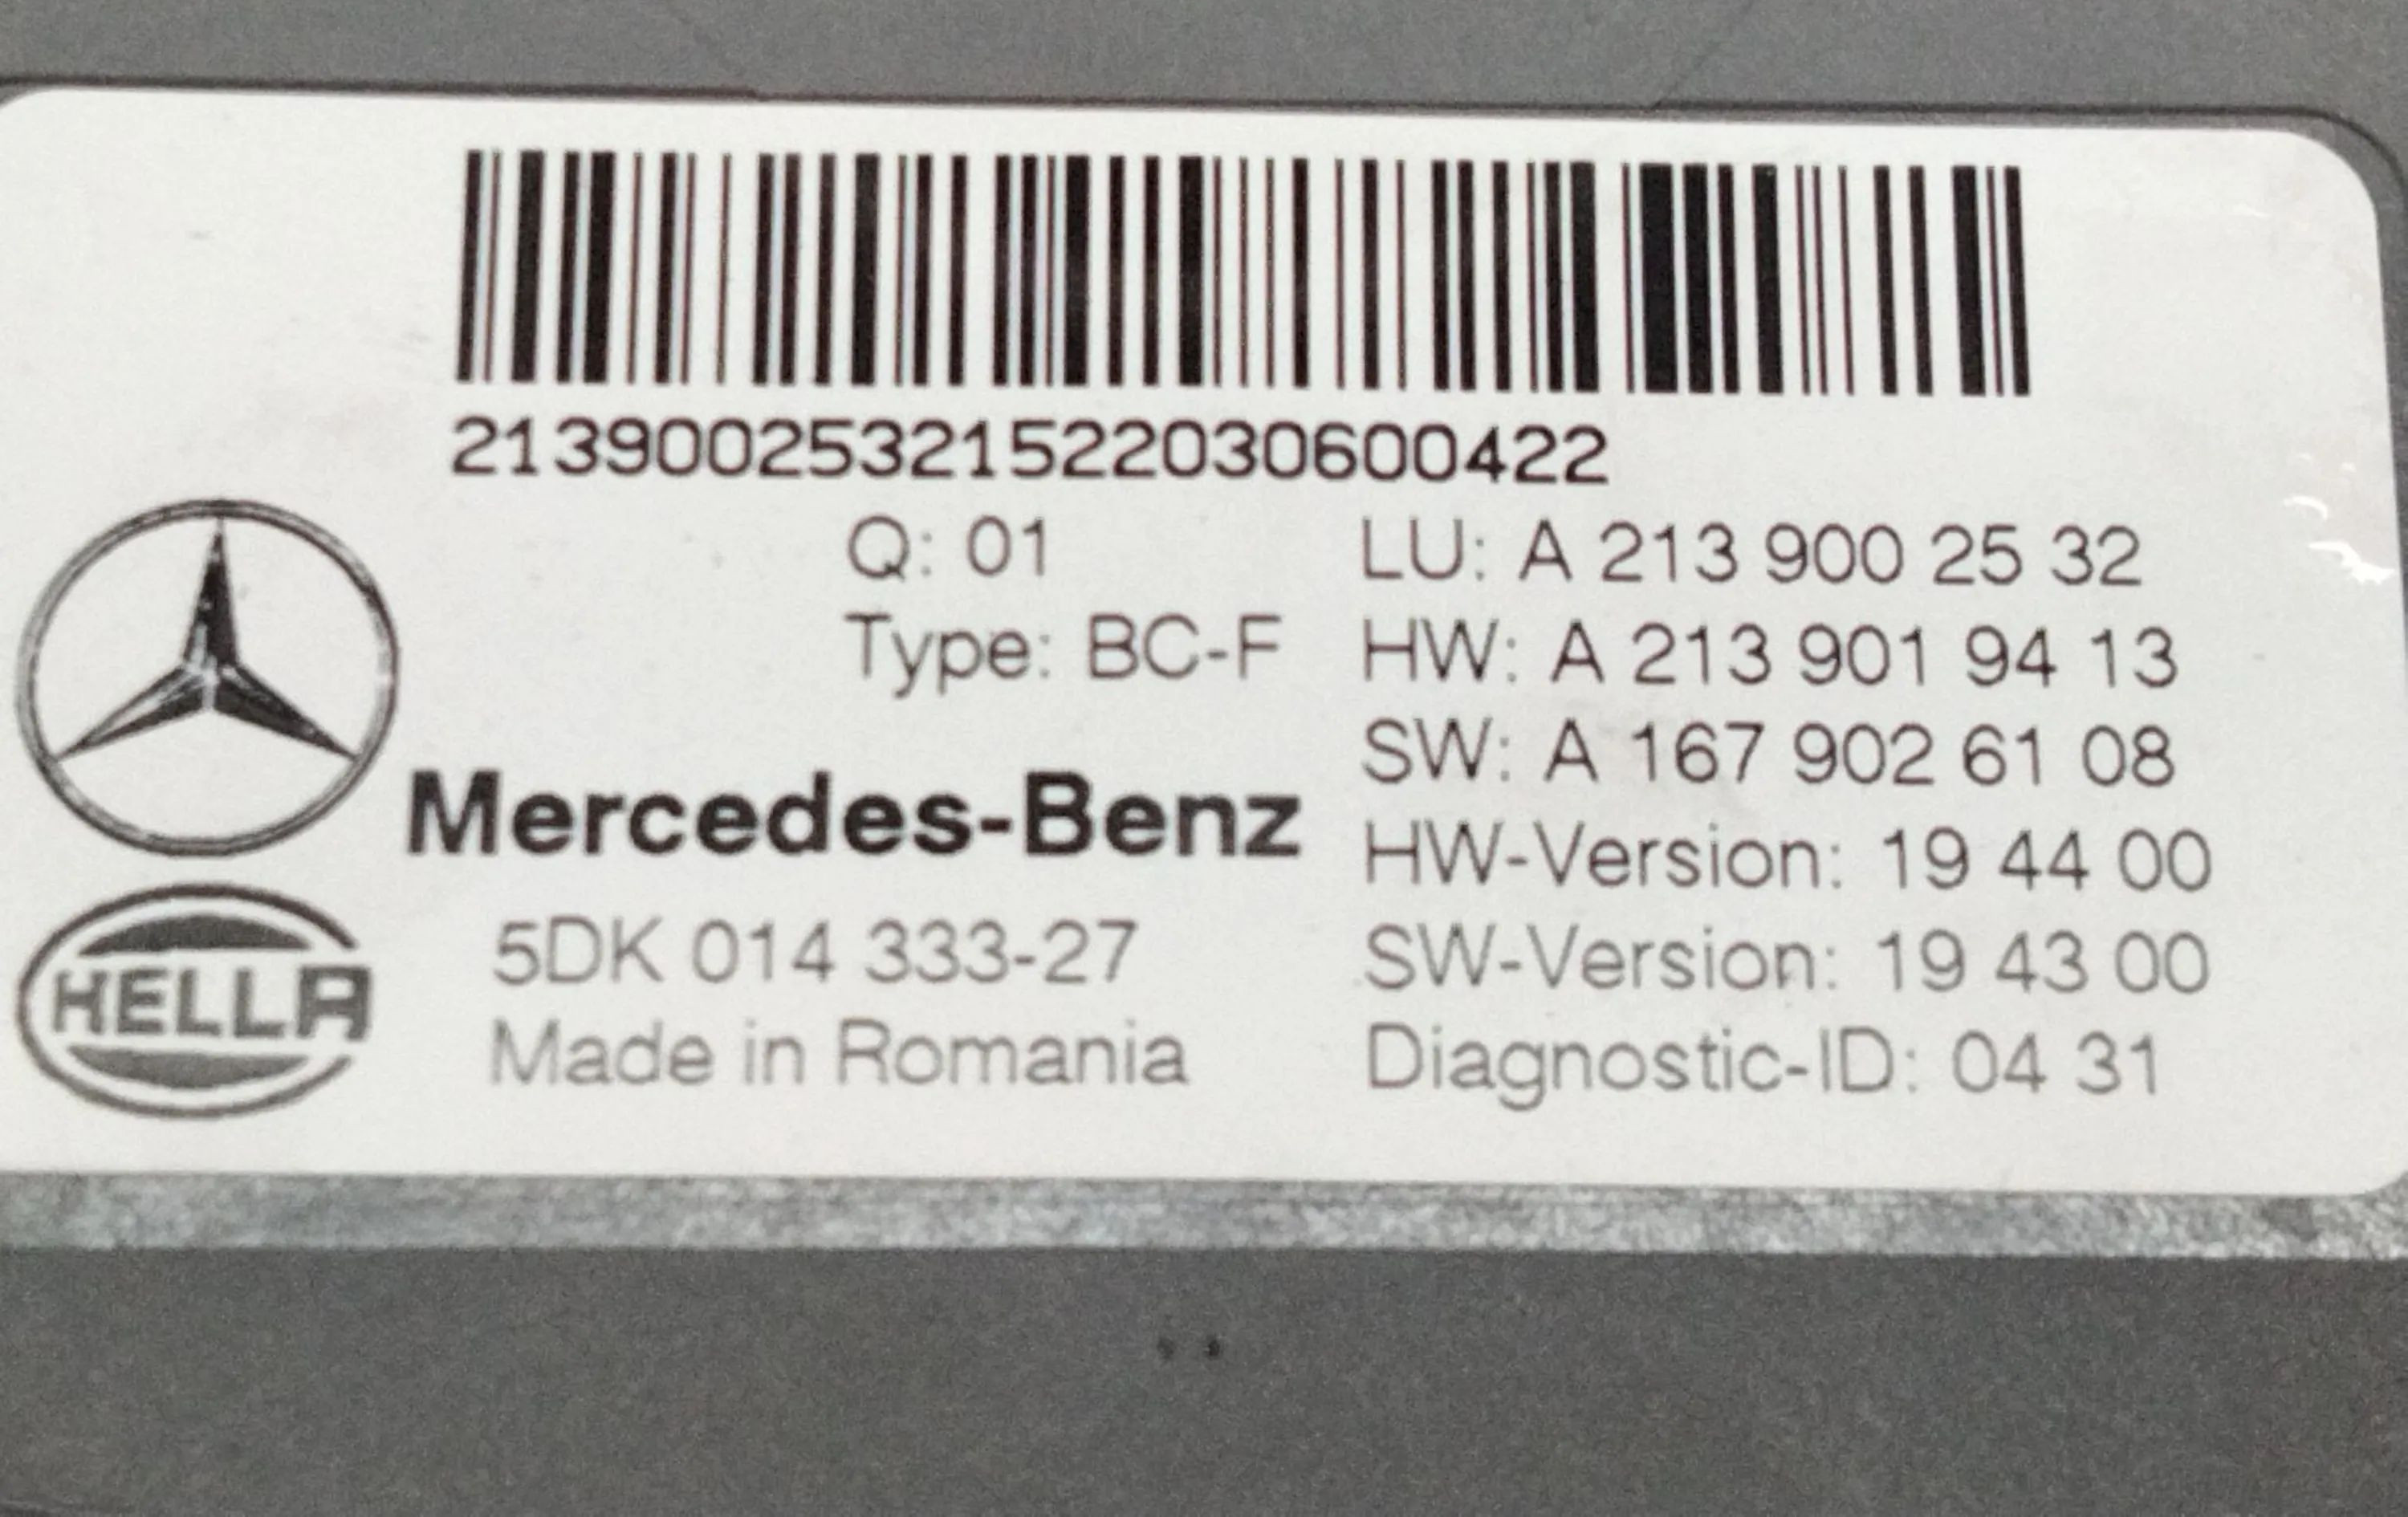 213900253215222030600422
Q: 01
Type: BC-F
LU: A 213 900 25 32
HW: A 213 901 94 13
SW: A 167 902 61 08
HW-Version: 19 44 00
SW-Version: 19 43 00
Diagnostic-ID: 04 31
Mercedes-Benz
HELLA
5DK 014 333-27
Made in Romania